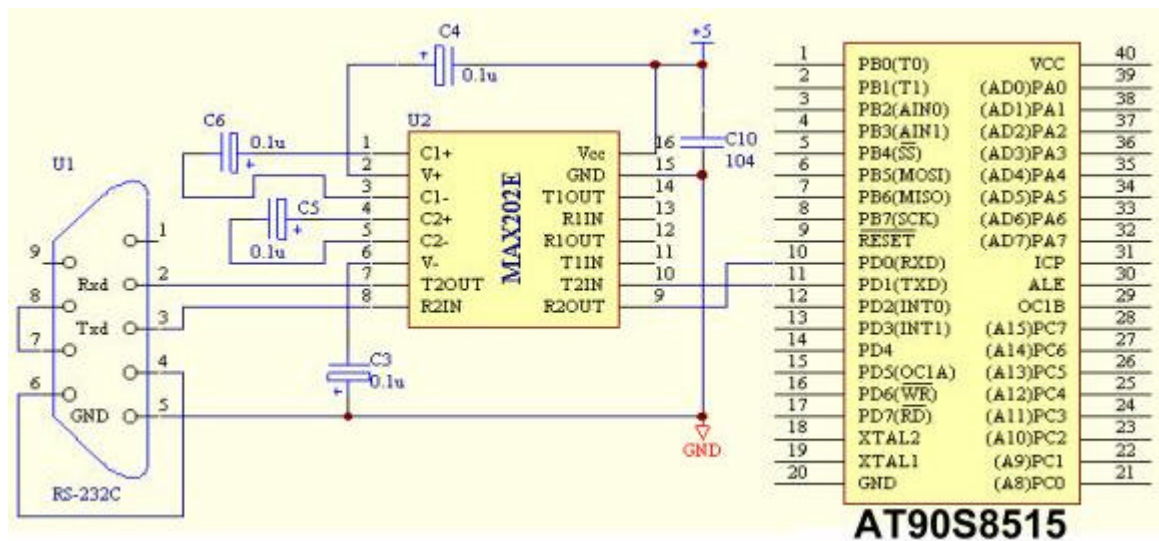 C4
+
0.1u
+5
C10
104
C6
0.1u
+
C5
+
0.1u
C3
0.1u
+
GND
U1
1
2
3
4
5
9
8
7
6
Rxd
Txd
GND
RS-232C
U2
MAX202E
1 C1+
2 V+
3 C1-
4 C2+
5 C2-
6 V-
7 T2OUT
8 R2IN
16 Vcc
15 GND
14 T1OUT
13 R1IN
12 R1OUT
11 T1IN
10 T2IN
9 R2OUT
1 PB0(T0) VCC 40
2 PB1(T1) (AD0)PA0 39
3 PB2(AIN0) (AD1)PA1 38
4 PB3(AIN1) (AD2)PA2 37
5 PB4(SS) (AD3)PA3 36
6 PB5(MOSI) (AD4)PA4 35
7 PB6(MISO) (AD5)PA5 34
8 PB7(SCK) (AD6)PA6 33
9 RESET (AD7)PA7 32
10 PD0(RXD) ICP 31
11 PD1(TXD) ALE 30
12 PD2(INT0) OC1B 29
13 PD3(INT1) (A15)PC7 28
14 PD4 (A14)PC6 27
15 PD5(OC1A) (A13)PC5 26
16 PD6(WR) (A12)PC4 25
17 PD7(RD) (A11)PC3 24
18 XTAL2 (A10)PC2 23
19 XTAL1 (A9)PC1 22
20 GND (A8)PC0 21
AT90S8515